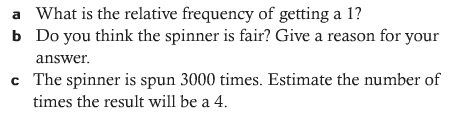 a What is the relative frequency of getting a 1?
b Do you think the spinner is fair? Give a reason for your
answer.
c The spinner is spun 3000 times. Estimate the number of
times the result will be a 4.